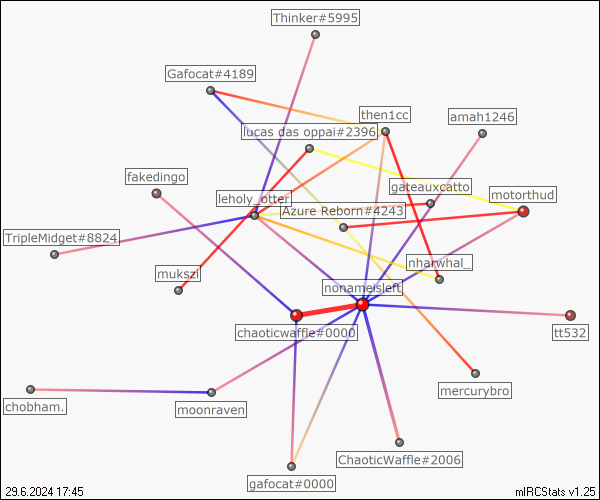 Thinker#5995
Gafocat#4189
then1cc
amah1246
lucas das oppai#2396
fakedingo
gateauxcatto
motorthud
leholy_otter
Azure Reborn#4243
TripleMidget#8824
nharwhal_
mukszi
nonameisleft
chaoticwaffle#0000
tt532
mercurybro
chobham.
moonraven
ChaoticWaffle#2006
gafocat#0000
29.6.2024 17:45
mIRCStats v1.25